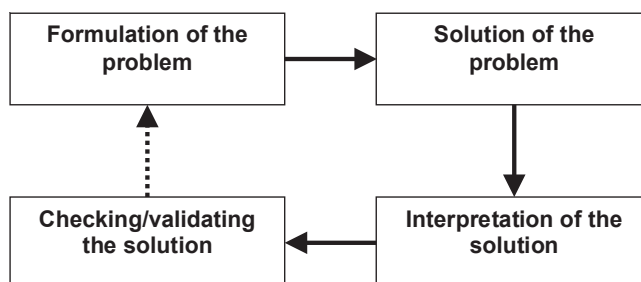 Formulation of the
problem
Solution of the
problem
Checking/validating
the solution
Interpretation of the
solution